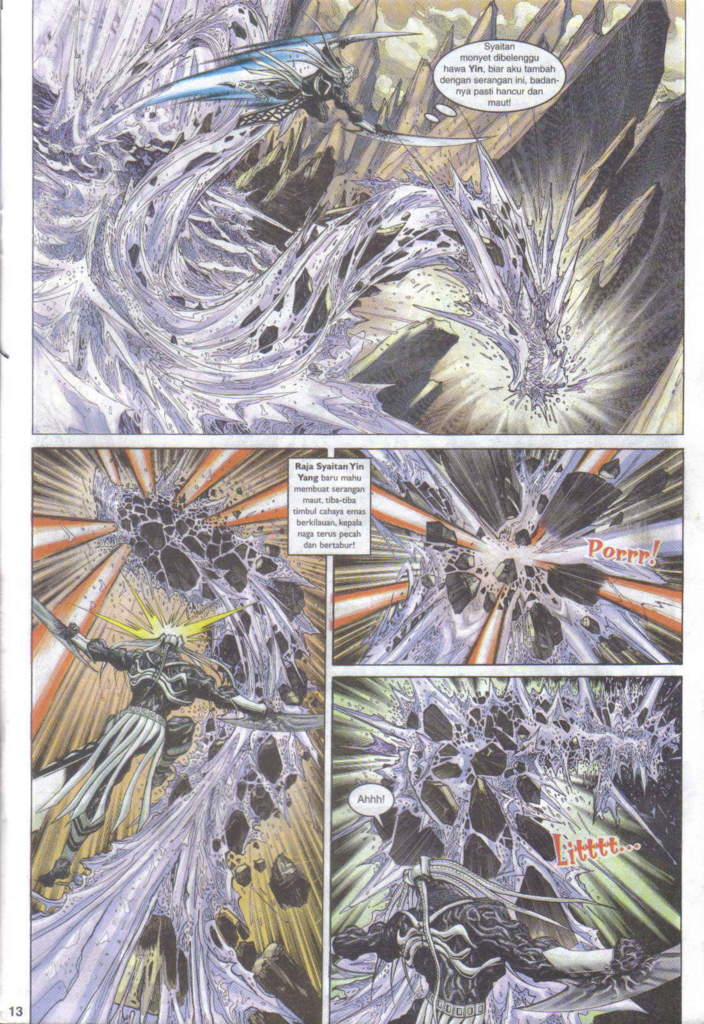 Syaitan
monyet dibelenggu
hawa Yin, biar aku tambah
dengan serangan ini, badan-
nya pasti hancur dan
maut!
Raja Syaitan Yin
Yang baru mahu
membuat serangan
maut, tiba-tiba
timbul cahaya emas
berkilauan, kepala
naga terus pecah
dan bertabur!
Porrr!
Ahhh!
Litttt...
13